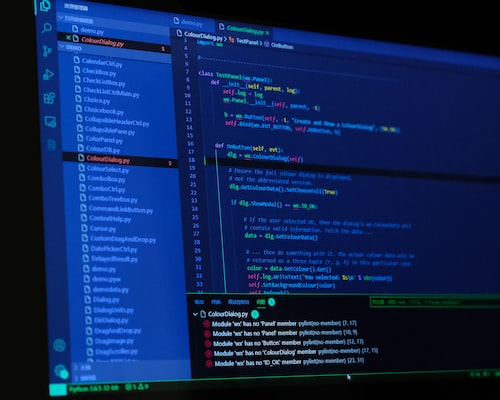 demo.py
ColourDialog.py
打开的编辑器
demo.py
ColourDialog.py 5
DEMO
CalendarCtrl.py
CheckBox.py
CheckListBox.py
CheckListCtrlMixin.py
Choice.py
Choicebook.py
CollapsibleHeaderCtrl.py
CollapsiblePane.py
ColorPanel.py
ColourDB.py
ColourDialog.py 5
ColourSelect.py
ComboBox.py
ComboCtrl.py
ComboTreeBox.py
CommandLinkButton.py
ContextHelp.py
Cursor.py
CustomDragAndDrop.py
DatePickerCtrl.py
DelayedResult.py
demo.py
demo.pyw
demodata.py
Dialog.py
DialogUnits.py
DirDialog.py
DragAndDrop.py
DragImage.py
DragScroller.py
ColourDialog.py > TestPanel > OnButton
import wx
class TestPanel(wx.Panel):
def __init__(self, parent, log):
self.log = log
wx.Panel.__init__(self, parent, -1)
b = wx.Button(self, -1, "Create and Show a ColourDialog", (50,50))
self.Bind(wx.EVT_BUTTON, self.OnButton, b)
def OnButton(self, evt):
dlg = wx.ColourDialog(self)
# Ensure the full colour dialog is displayed,
# not the abbreviated version.
dlg.GetColourData().SetChooseFull(True)
if dlg.ShowModal() == wx.ID_OK:
# If the user selected OK, then the dialog's wx.ColourData will
# contain valid information. Fetch the data ...
data = dlg.GetColourData()
# ... then do something with it. The actual colour data will be
# returned as a three-tuple (r, g, b) in this particular case.
color = data.GetColour().Get()
self.log.WriteText('You selected: %s\n' % str(color))
self.SetBackgroundColour(color)
self.Refresh()
ColourDialog.py 5
Module 'wx' has no 'Panel' member pylint(no-member) [7, 17]
Module 'wx' has no 'Panel' member pylint(no-member) [10, 9]
Module 'wx' has no 'Button' member pylint(no-member) [12, 13]
Module 'wx' has no 'ColourDialog' member pylint(no-member) [17, 15]
Module 'wx' has no 'ID_OK' member pylint(no-member) [23, 31]
Python 3.6.5 32-bit 5 0